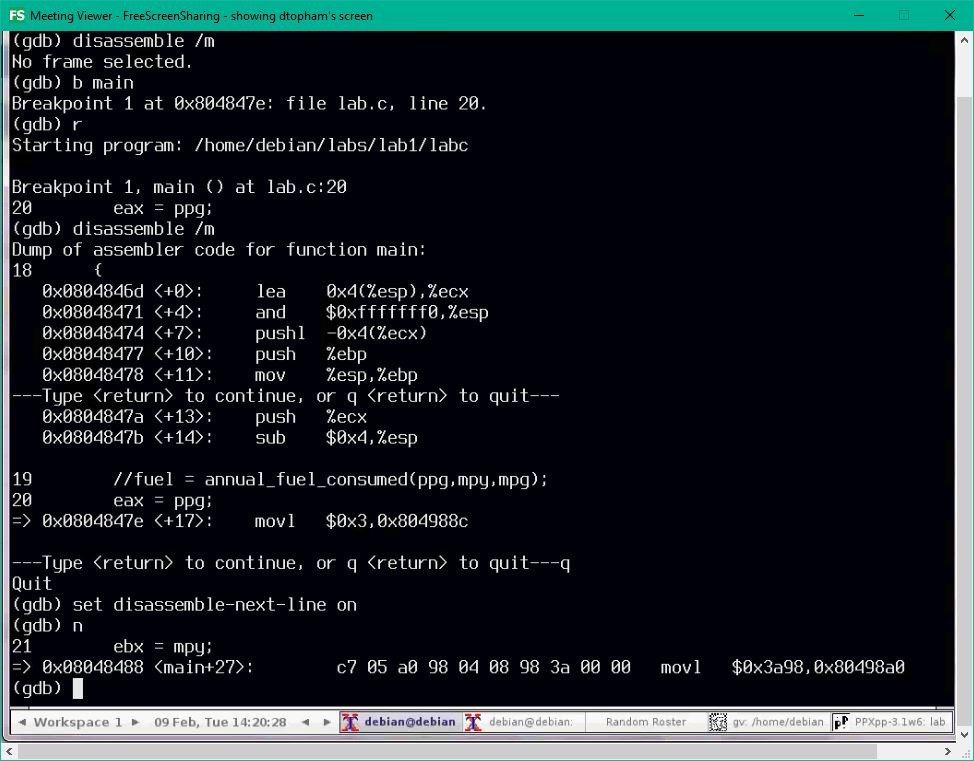 FS Meeting Viewer - FreeScreenSharing - showing dtopham's screen
(gdb) disassemble /m
No frame selected.
(gdb) b main
Breakpoint 1 at 0x804847e: file lab.c, line 20.
(gdb) r
Starting program: /home/debian/labs/lab1/labc
Breakpoint 1, main () at lab.c:20
20 eax = ppg;
(gdb) disassemble /m
Dump of assembler code for function main:
18 {
0x0804846d <+0>: lea 0x4(%esp),%ecx
0x08048471 <+4>: and $0xfffffff0,%esp
0x08048474 <+7>: pushl -0x4(%ecx)
0x08048477 <+10>: push %ebp
0x08048478 <+11>: mov %esp,%ebp
---Type <return> to continue, or q <return> to quit---
0x0804847a <+13>: push %ecx
0x0804847b <+14>: sub $0x4,%esp
19 //fuel = annual_fuel_consumed(ppg,mpy,mpg);
20 eax = ppg;
=> 0x0804847e <+17>: movl $0x3,0x804988c
---Type <return> to continue, or q <return> to quit---q
Quit
(gdb) set disassemble-next-line on
(gdb) n
21 ebx = mpy;
=> 0x08048488 <main+27>: c7 05 a0 98 04 08 98 3a 00 00 movl $0x3a98,0x80498a0
(gdb)
Workspace 1 09 Feb, Tue 14:20:28 debian@debian debian@debian: Random Roster gv: /home/debian PPXpp-3.1w6: lab